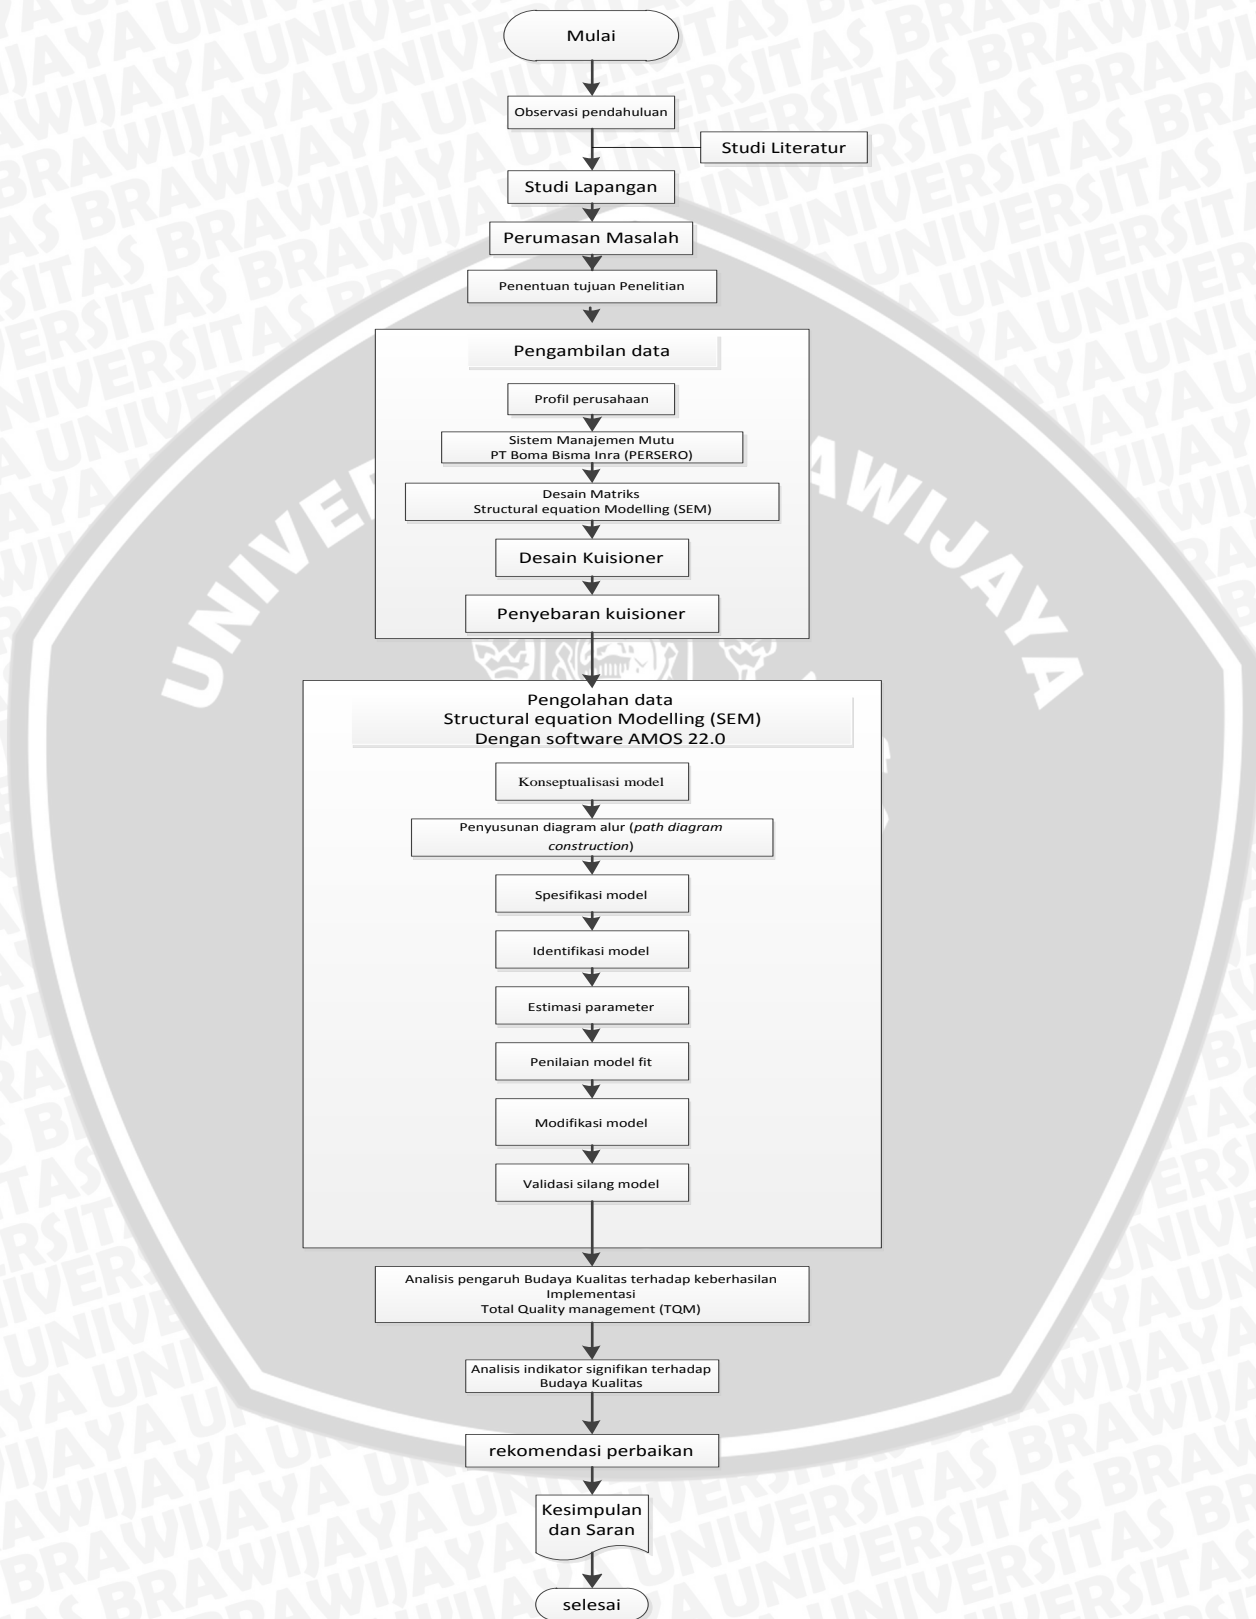 Mulai
Observasi pendahuluan
Studi Literatur
Studi Lapangan
Perumasan Masalah
Penentuan tujuan Penelitian
Pengambilan data
Profil perusahaan
Sistem Manajemen Mutu
PT Boma Bisma Inra (PERSERO)
Desain Matriks
Structural equation Modelling (SEM)
Desain Kuisioner
Penyebaran kuisioner
Pengolahan data
Structural equation Modelling (SEM)
Dengan software AMOS 22.0
Konseptualisasi model
Penyusunan diagram alur (path diagram
construction)
Spesifikasi model
Identifikasi model
Estimasi parameter
Penilaian model fit
Modifikasi model
Validasi silang model
Analisis pengaruh Budaya Kualitas terhadap keberhasilan
Implementasi
Total Quality management (TQM)
Analisis indikator signifikan terhadap
Budaya Kualitas
rekomendasi perbaikan
Kesimpulan
dan Saran
selesai